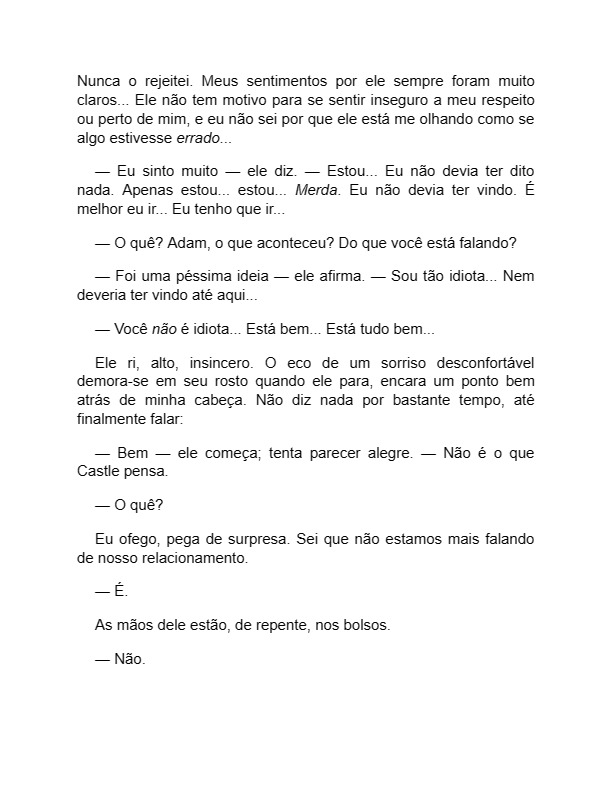 Nunca o rejeitei. Meus sentimentos por ele sempre foram muito
claros... Ele não tem motivo para se sentir inseguro a meu respeito
ou perto de mim, e eu não sei por que ele está me olhando como se
algo estivesse errado...
— Eu sinto muito — ele diz. — Estou... Eu não devia ter dito
nada. Apenas estou... estou... Merda. Eu não devia ter vindo. É
melhor eu ir... Eu tenho que ir...
— O quê? Adam, o que aconteceu? Do que você está falando?
— Foi uma péssima ideia — ele afirma. — Sou tão idiota... Nem
deveria ter vindo até aqui...
— Você não é idiota... Está bem... Está tudo bem...
Ele ri, alto, insincero. O eco de um sorriso desconfortável
demora-se em seu rosto quando ele para, encara um ponto bem
atrás de minha cabeça. Não diz nada por bastante tempo, até
finalmente falar:
— Bem — ele começa; tenta parecer alegre. — Não é o que
Castle pensa.
— O quê?
Eu ofego, pega de surpresa. Sei que não estamos mais falando
de nosso relacionamento.
— É.
As mãos dele estão, de repente, nos bolsos.
— Não.